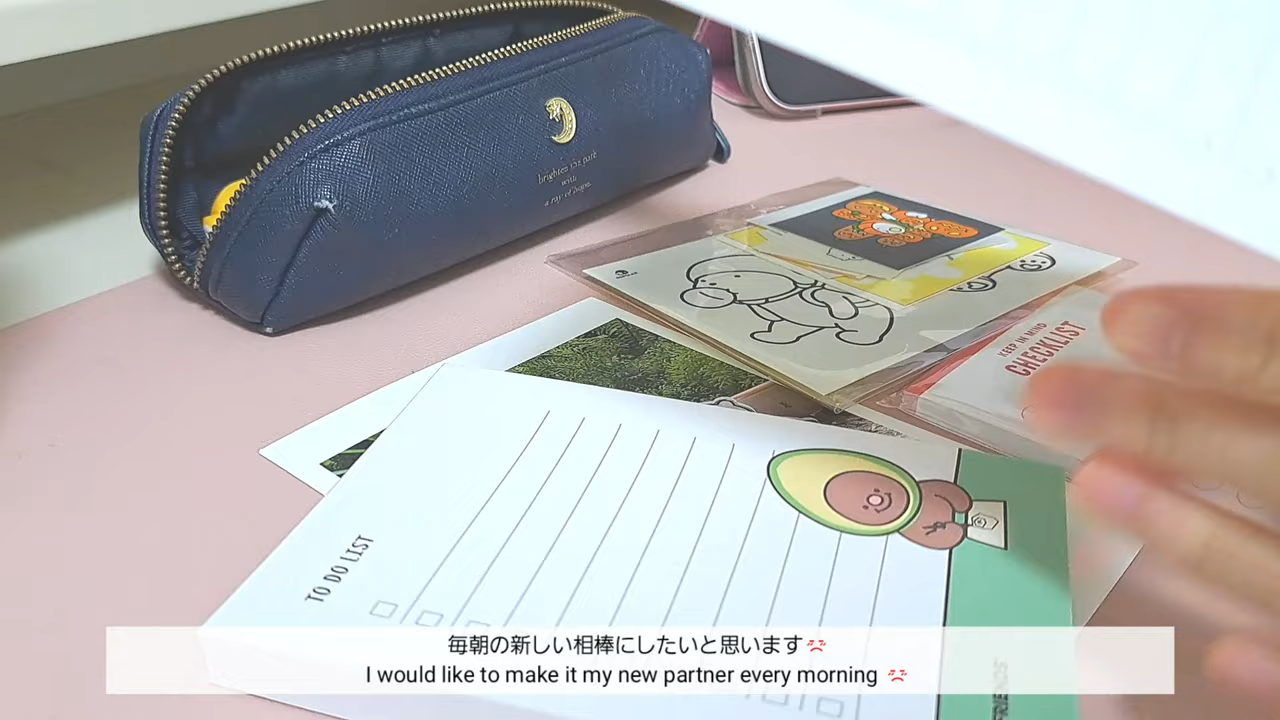 brighten the path
with
a ray of hope.
KEEP IN MIND
CHECKLIST
TO DO LIST
FRIENDS
毎朝の新しい相棒にしたいと思います
I would like to make it my new partner every morning